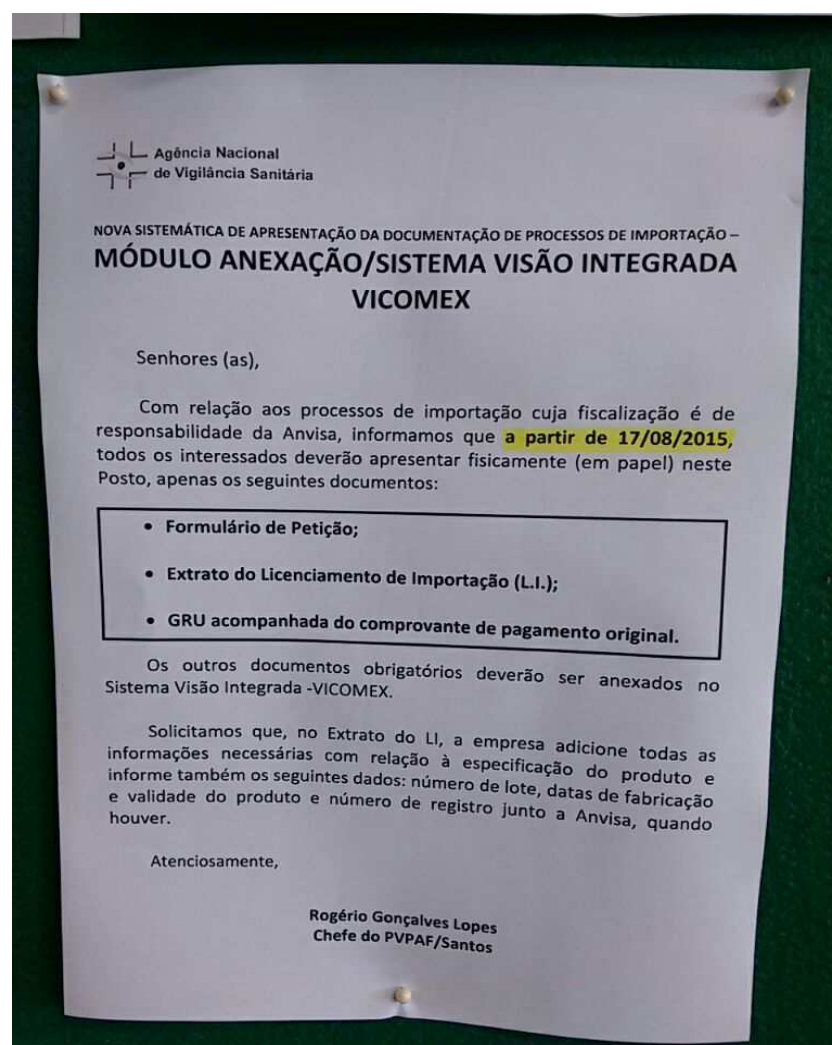 Agência Nacional
de Vigilância Sanitária
NOVA SISTEMÁTICA DE APRESENTAÇÃO DA DOCUMENTAÇÃO DE PROCESSOS DE IMPORTAÇÃO –
MÓDULO ANEXAÇÃO/SISTEMA VISÃO INTEGRADA
VICOMEX
Senhores (as),
Com relação aos processos de importação cuja fiscalização é de
responsabilidade da Anvisa, informamos que a partir de 17/08/2015,
todos os interessados deverão apresentar fisicamente (em papel) neste
Posto, apenas os seguintes documentos:
• Formulário de Petição;
• Extrato do Licenciamento de Importação (L.I.);
• GRU acompanhada do comprovante de pagamento original.
Os outros documentos obrigatórios deverão ser anexados no
Sistema Visão Integrada -VICOMEX.
Solicitamos que, no Extrato do LI, a empresa adicione todas as
informações necessárias com relação à especificação do produto e
informe também os seguintes dados: número de lote, datas de fabricação
e validade do produto e número de registro junto a Anvisa, quando
houver.
Atenciosamente,
Rogério Gonçalves Lopes
Chefe do PVPAF/Santos